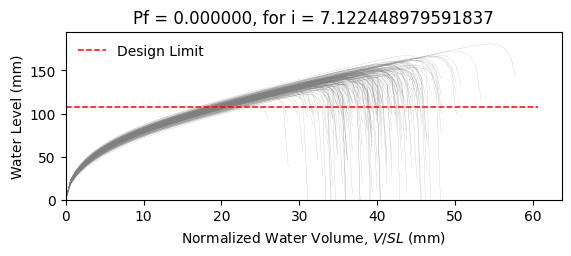 Pf = 0.000000, for i = 7.122448979591837
Design Limit
Water Level (mm)
150
100
50
0
0 10 20 30 40 50 60
Normalized Water Volume, V/SL (mm)